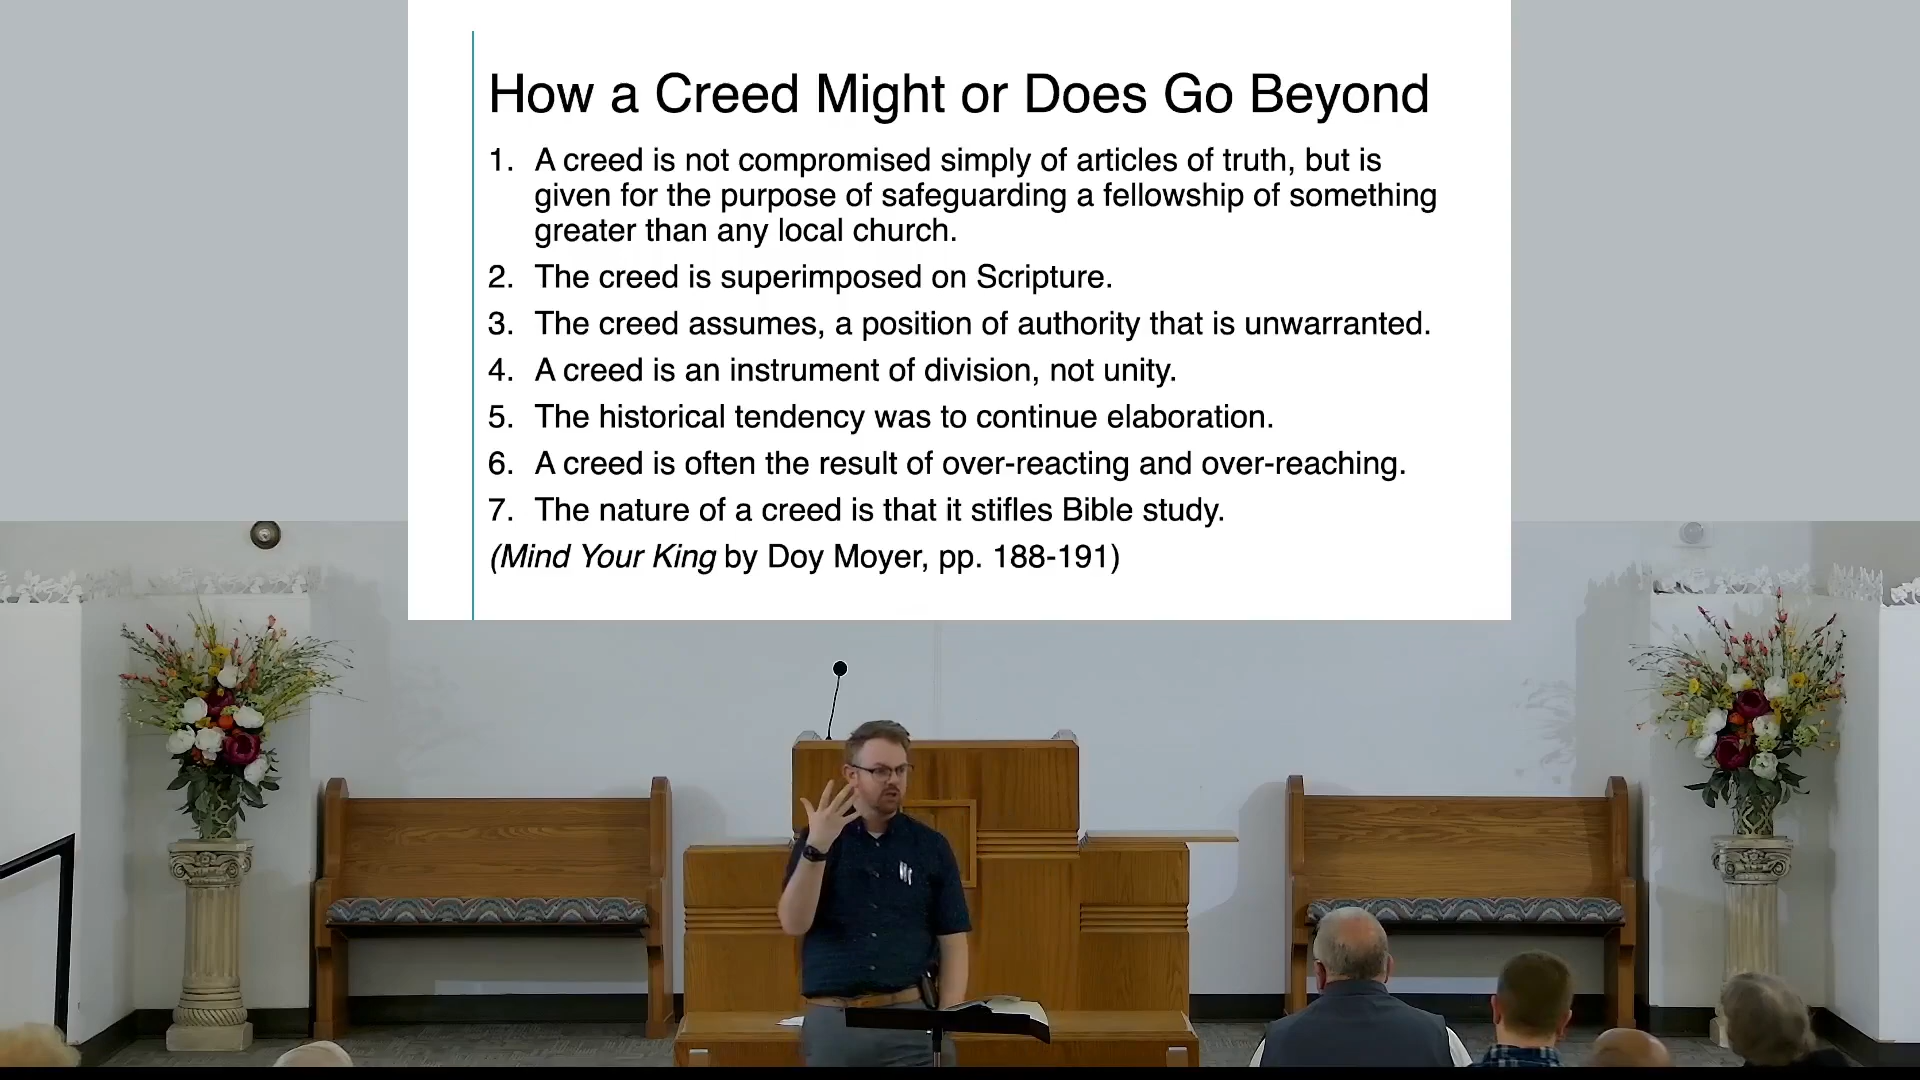 How a Creed Might or Does Go Beyond
1. A creed is not compromised simply of articles of truth, but is
given for the purpose of safeguarding a fellowship of something
greater than any local church.
2. The creed is superimposed on Scripture.
3. The creed assumes, a position of authority that is unwarranted.
4. A creed is an instrument of division, not unity.
5. The historical tendency was to continue elaboration.
6. A creed is often the result of over-reacting and over-reaching.
7. The nature of a creed is that it stifles Bible study.
(Mind Your King by Doy Moyer, pp. 188-191)